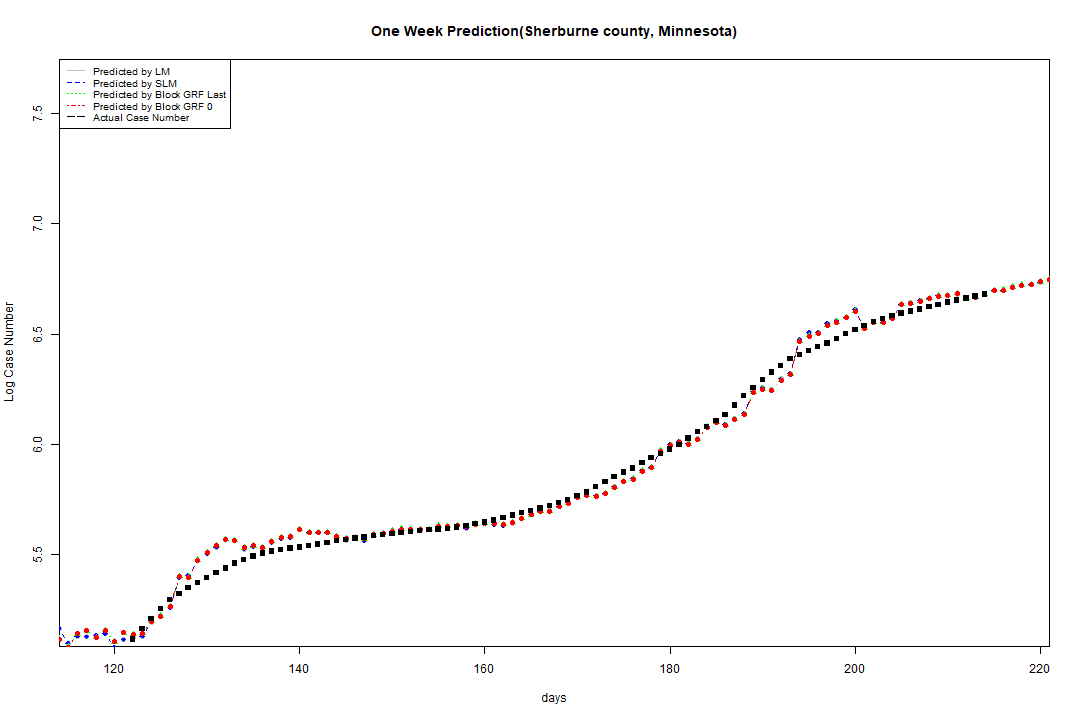 One Week Prediction(Sherburne county, Minnesota)
Predicted by LM
Predicted by SLM
Predicted by Block GRF Last
Predicted by Block GRF 0
Actual Case Number
7.5
7.0
6.5
6.0
5.5
Log Case Number
120 140 160 180 200 220
days